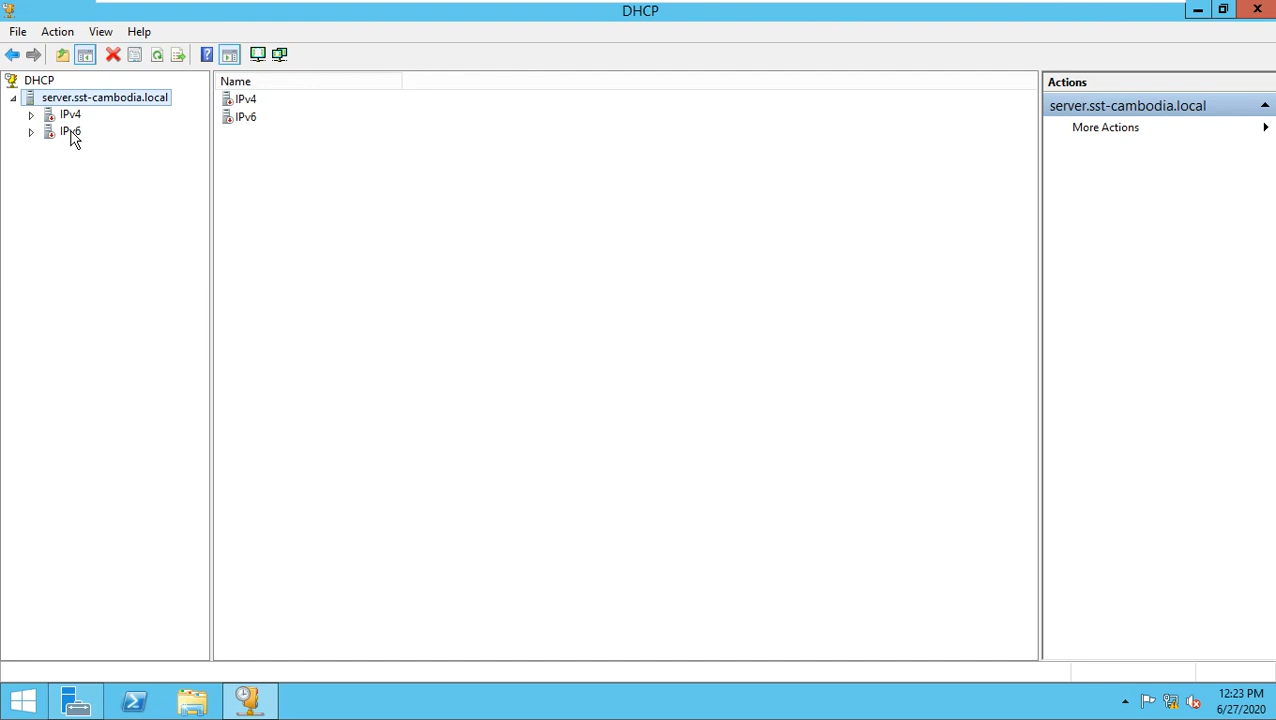 DHCP
File Action View Help
DHCP
server.sst-cambodia.local
IPv4
IPv6
Name
IPv4
IPv6
Actions
server.sst-cambodia.local
More Actions
12:23 PM
6/27/2020